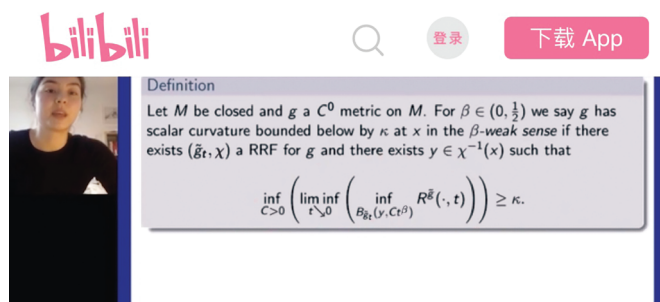 bilibili
登录
下载 App
Definition
Let M be closed and g a C⁰ metric on M. For β ∈ (0, ½) we say g has
scalar curvature bounded below by κ at x in the β-weak sense if there
exists (g̃ₜ, χ) a RRF for g and there exists y ∈ χ⁻¹(x) such that
inf_{C>0} ( lim inf_{t↘0} ( inf_{B_{g̃ₜ}(y,Ct^β)} R^{g̃}(·, t) ) ) ≥ κ.